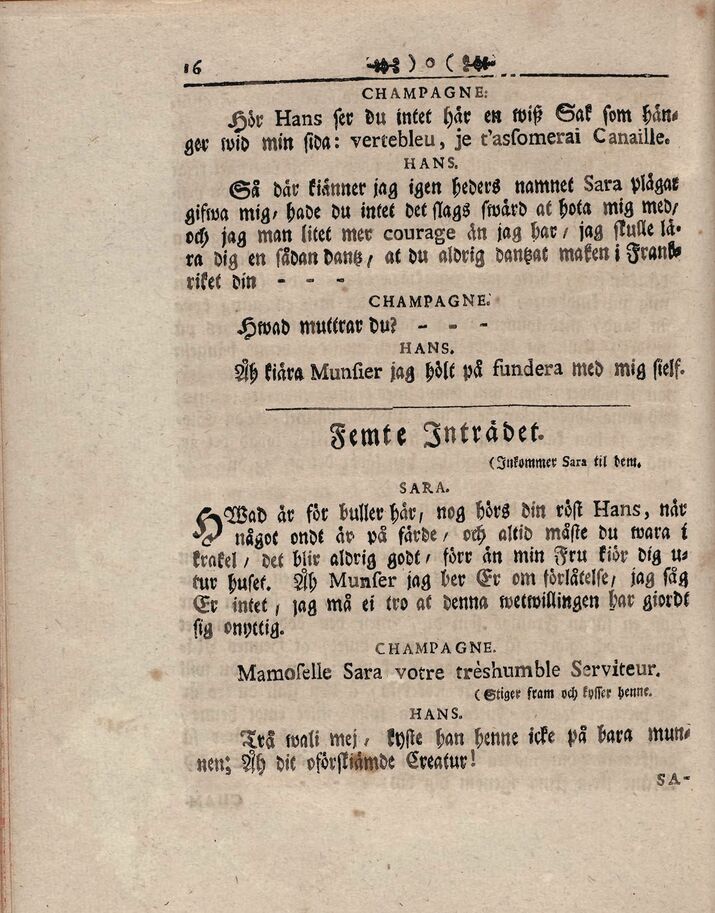 16 ) o (
CHAMPAGNE:
Hör Hans ser du intet här en wiß Sak som hän-
ger wid min sida: vertebleu, je t'assomerai Canaille.
HANS.
Så där kiänner jag igen heders namnet Sara plägar
gifwa mig, hade du intet det slags swärd at hota mig med/
och jag man litet mer courage än jag har / jag skulle lä-
ra dig en sådan dantz / at du aldrig dantzat maken i Frank-
riket din - - -
CHAMPAGNE.
Hwad muttrar du? - - -
HANS.
Åh kiära Munsier jag hölt på fundera med mig sielf.
Femte Inträdet.
(Inkommer Sara til dem.
SARA.
HWad är för buller här, nog hörs din röst Hans, när
något ondt är på färde, och altid måste du wara i
krakel / det blir aldrig godt / förr än min Fru kiör dig u-
tur huset. Åh Munser jag ber Er om förlåtelse/ jag såg
Er intet, jag må ei tro at denna wettwillingen har giordt
sig onyttig.
CHAMPAGNE.
Mamoselle Sara votre trèshumble Serviteur.
(Stiger fram och kysser henne.
HANS.
Trå wali mej, kyste han henne icke på bara mun-
nen; Åh dit oförskiämde Creatur!
SA-